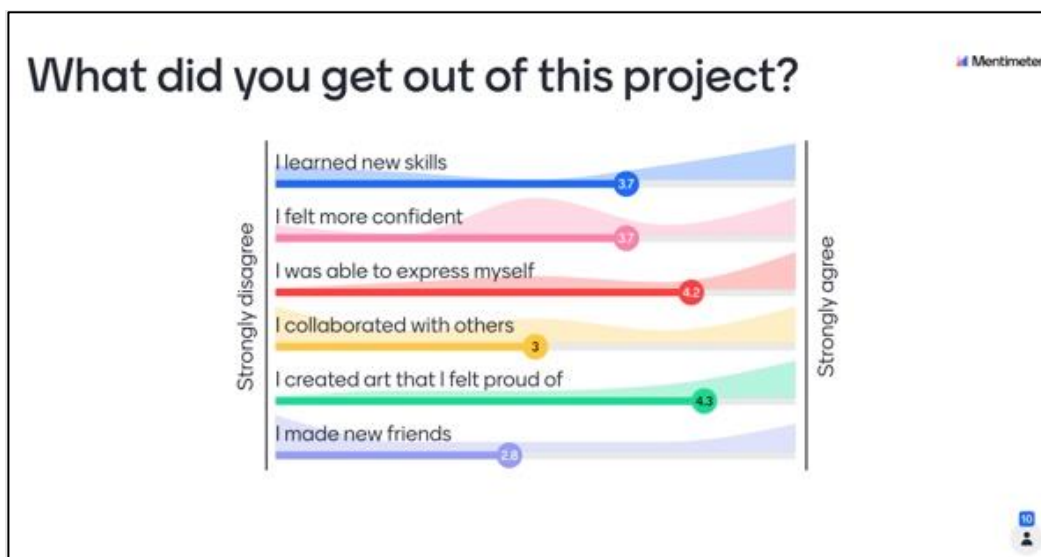 What did you get out of this project?
Mentimeter
Strongly disagree
I learned new skills
3.7
I felt more confident
3.7
I was able to express myself
4.2
I collaborated with others
3
I created art that I felt proud of
4.3
I made new friends
2.8
Strongly agree
10